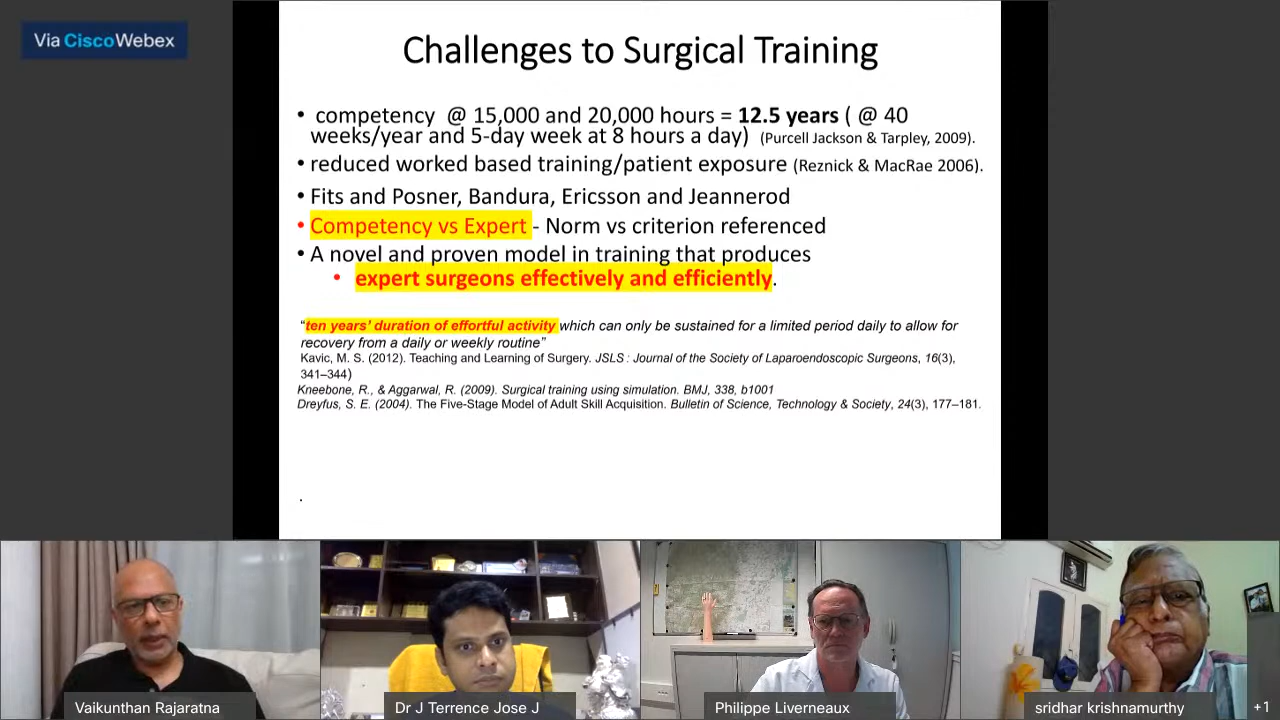 Via Cisco Webex
Challenges to Surgical Training
• competency @ 15,000 and 20,000 hours = 12.5 years ( @ 40
weeks/year and 5-day week at 8 hours a day) (Purcell Jackson & Tarpley, 2009).
• reduced worked based training/patient exposure (Reznick & MacRae 2006).
• Fits and Posner, Bandura, Ericsson and Jeannerod
• Competency vs Expert - Norm vs criterion referenced
• A novel and proven model in training that produces
• expert surgeons effectively and efficiently.
“ten years’ duration of effortful activity which can only be sustained for a limited period daily to allow for
recovery from a daily or weekly routine”
Kavic, M. S. (2012). Teaching and Learning of Surgery. JSLS : Journal of the Society of Laparoendoscopic Surgeons, 16(3),
341–344)
Kneebone, R., & Aggarwal, R. (2009). Surgical training using simulation. BMJ, 338, b1001
Dreyfus, S. E. (2004). The Five-Stage Model of Adult Skill Acquisition. Bulletin of Science, Technology & Society, 24(3), 177–181.
.
Vaikunthan Rajaratna
Dr J Terrence Jose J
Philippe Liverneaux
sridhar krishnamurthy
+1